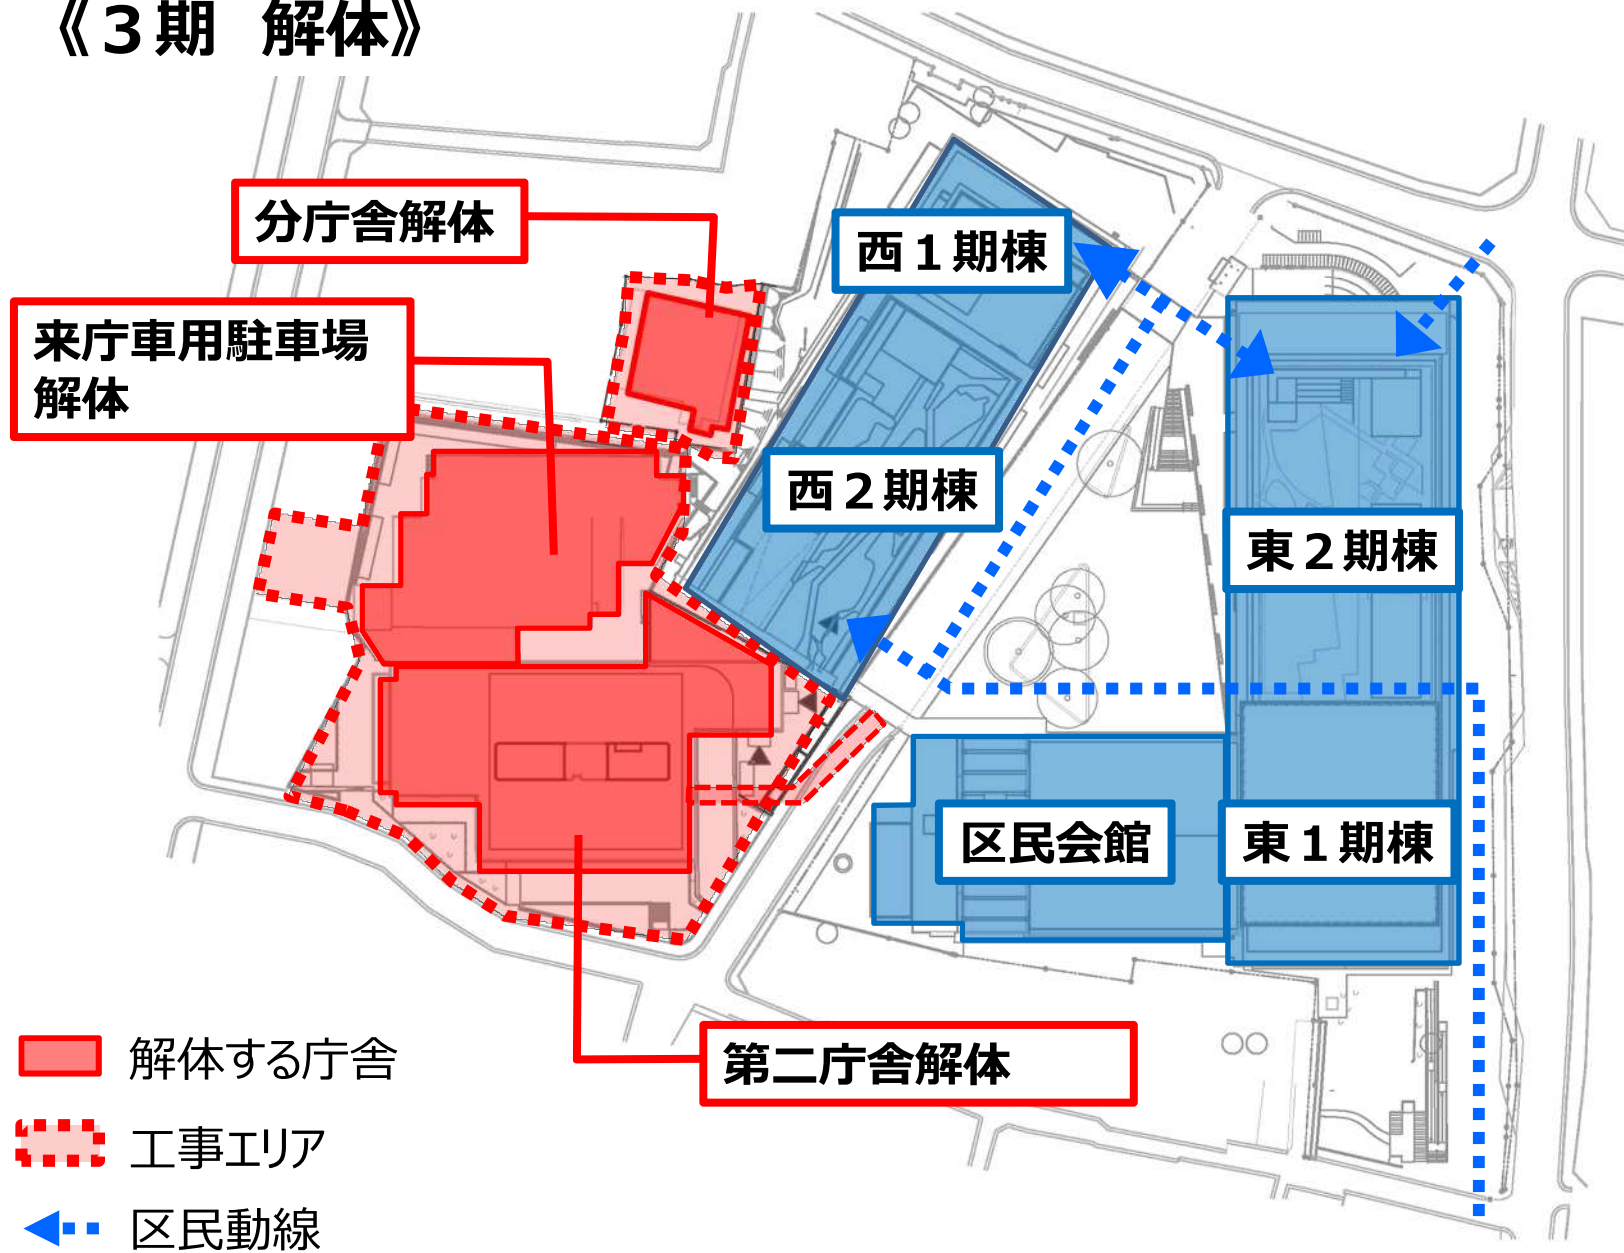 《３期　解体》
分庁舎解体
来庁車用駐車場
解体
西１期棟
西２期棟
東２期棟
区民会館
東１期棟
第二庁舎解体
解体する庁舎
工事エリア
区民動線